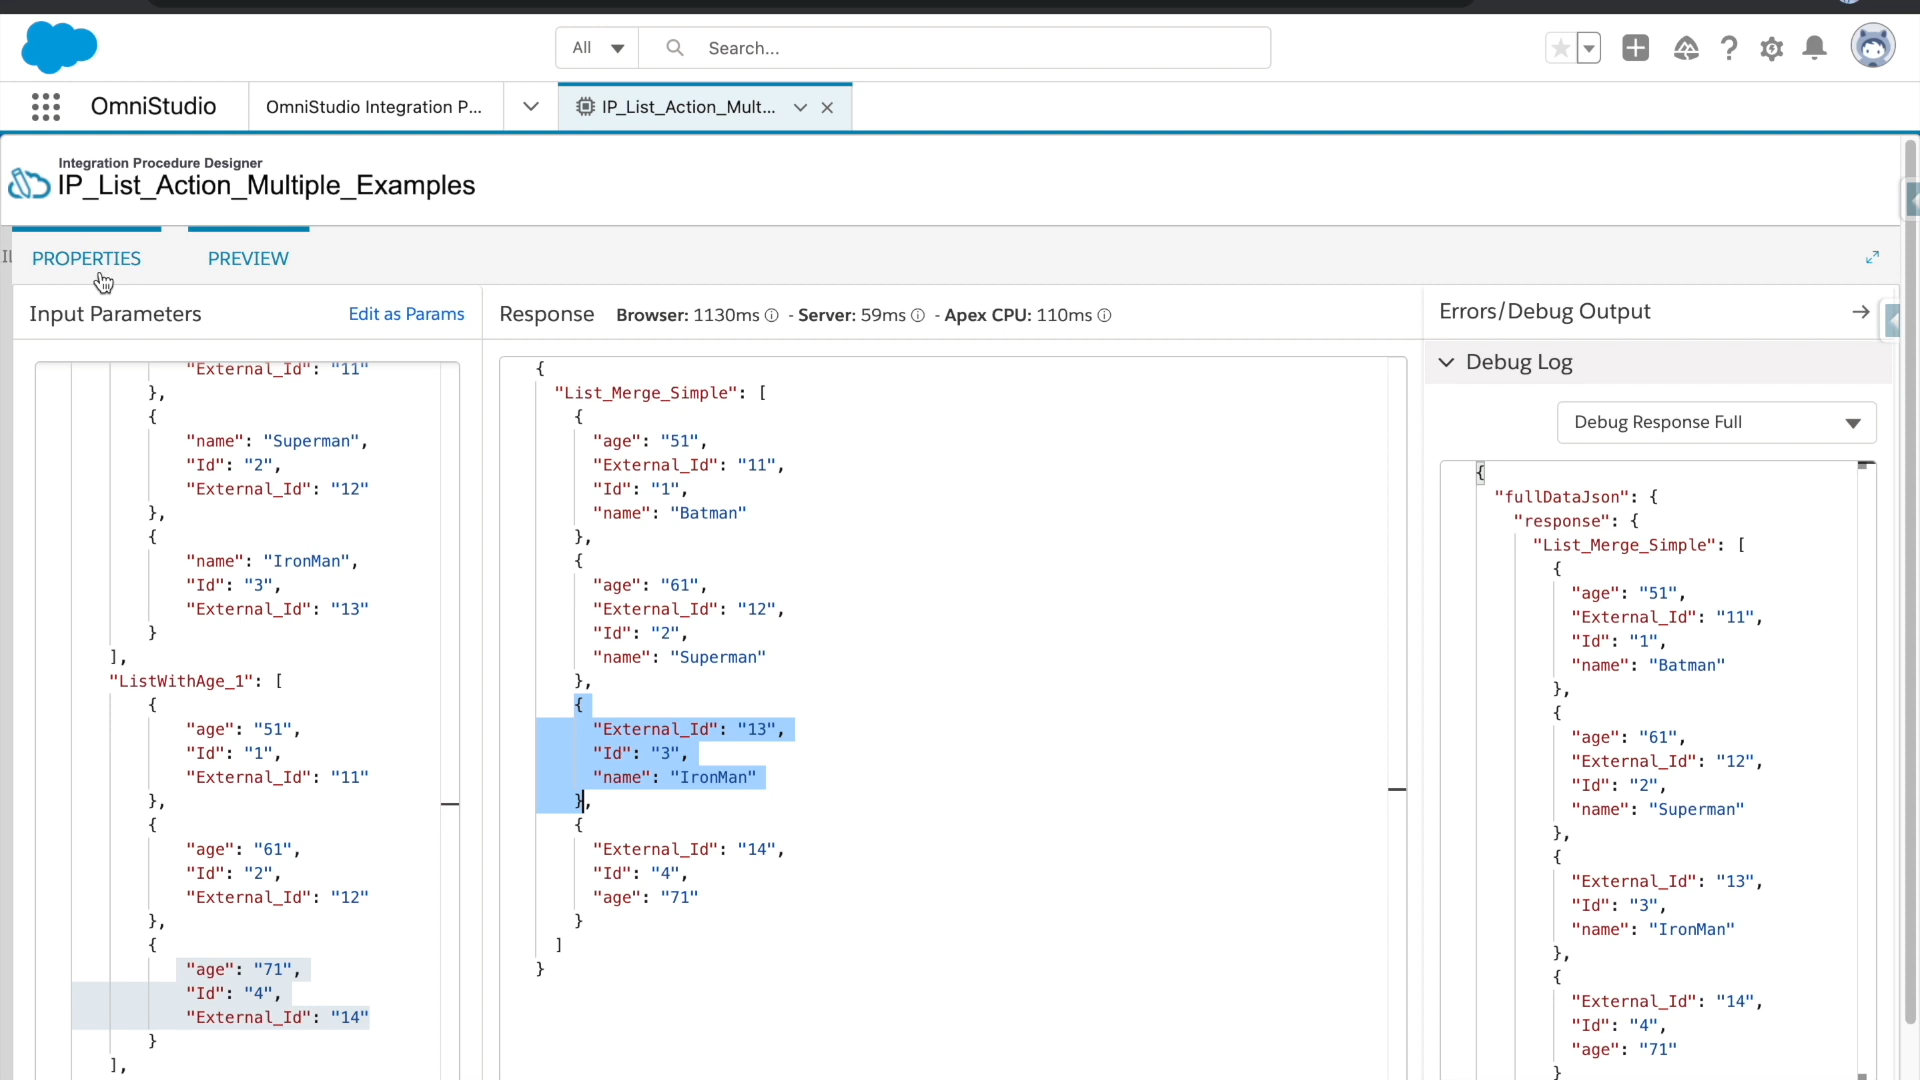 All
Search...
OmniStudio
OmniStudio Integration P...
IP_List_Action_Mult...
Integration Procedure Designer
IP_List_Action_Multiple_Examples
PROPERTIES
PREVIEW
Input Parameters
Edit as Params
"External_Id": "11"
},
{
"name": "Superman",
"Id": "2",
"External_Id": "12"
},
{
"name": "IronMan",
"Id": "3",
"External_Id": "13"
}
],
"ListWithAge_1": [
{
"age": "51",
"Id": "1",
"External_Id": "11"
},
{
"age": "61",
"Id": "2",
"External_Id": "12"
},
{
"age": "71",
"Id": "4",
"External_Id": "14"
}
],
Response Browser: 1130ms - Server: 59ms - Apex CPU: 110ms
{
"List_Merge_Simple": [
{
"age": "51",
"External_Id": "11",
"Id": "1",
"name": "Batman"
},
{
"age": "61",
"External_Id": "12",
"Id": "2",
"name": "Superman"
},
{
"External_Id": "13",
"Id": "3",
"name": "IronMan"
},
{
"External_Id": "14",
"Id": "4",
"age": "71"
}
]
}
Errors/Debug Output
Debug Log
Debug Response Full
{
"fullDataJson": {
"response": {
"List_Merge_Simple": [
{
"age": "51",
"External_Id": "11",
"Id": "1",
"name": "Batman"
},
{
"age": "61",
"External_Id": "12",
"Id": "2",
"name": "Superman"
},
{
"External_Id": "13",
"Id": "3",
"name": "IronMan"
},
{
"External_Id": "14",
"Id": "4",
"age": "71"
}